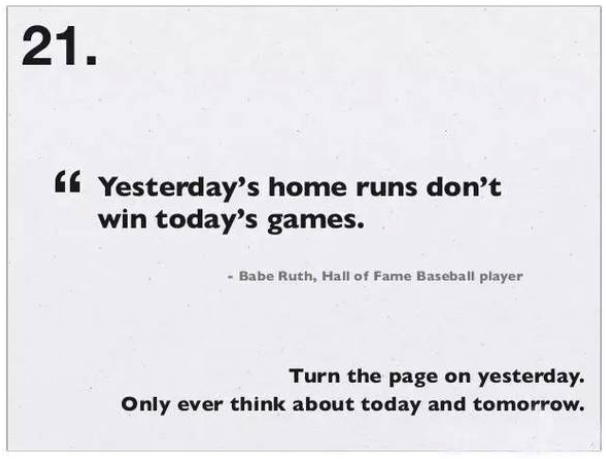 21.
“ Yesterday’s home runs don’t
win today’s games.
- Babe Ruth, Hall of Fame Baseball player
Turn the page on yesterday.
Only ever think about today and tomorrow.